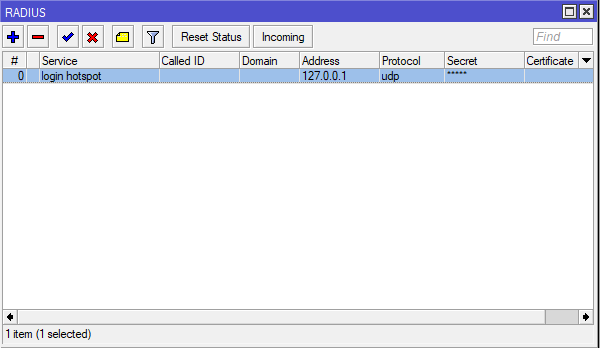 RADIUS
Reset Status Incoming Find
# Service Called ID Domain Address Protocol Secret Certificate
0 login hotspot 127.0.0.1 udp *****
1 item (1 selected)